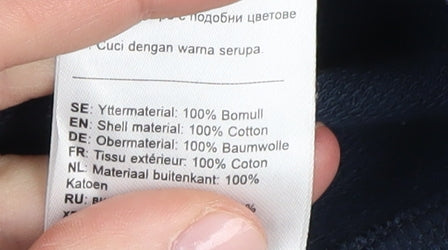 с подобни цветове
Cuci dengan warna serupa.
SE: Yttermaterial: 100% Bomull
EN: Shell material: 100% Cotton
DE: Obermaterial: 100% Baumwolle
FR: Tissu extérieur: 100% Coton
NL: Materiaal buitenkant: 100%
Katoen
RU: